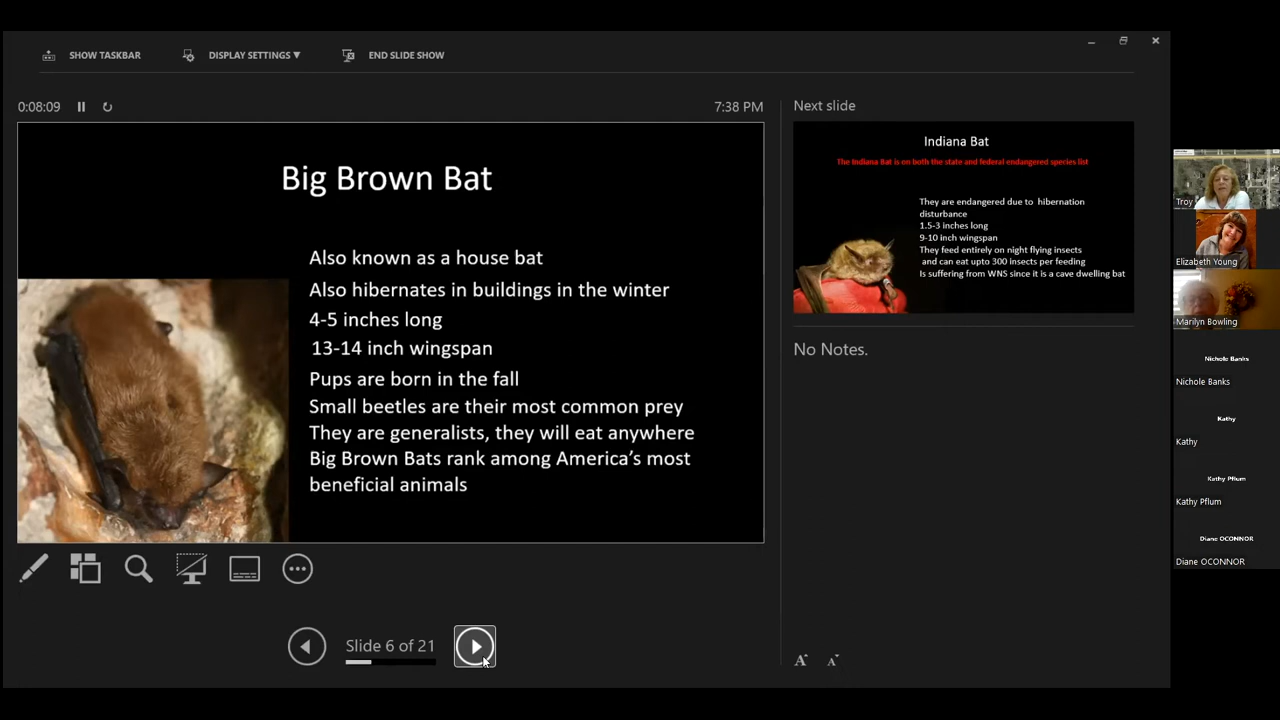 SHOW TASKBAR
DISPLAY SETTINGS ▼
END SLIDE SHOW
0:08:09
7:38 PM
Big Brown Bat
Also known as a house bat
Also hibernates in buildings in the winter
4-5 inches long
13-14 inch wingspan
Pups are born in the fall
Small beetles are their most common prey
They are generalists, they will eat anywhere
Big Brown Bats rank among America's most
beneficial animals
Slide 6 of 21
Next slide
Indiana Bat
The Indiana Bat is on both the state and federal endangered species list
They are endangered due to hibernation
disturbance
1.5-3 inches long
9-10 inch wingspan
They feed entirely on night flying insects
and can eat upto 300 insects per feeding
Is suffering from WNS since it is a cave dwelling bat
No Notes.
A A
Troy
Elizabeth Young
Marilyn Bowling
Nichole Banks
Nichole Banks
Kathy
Kathy
Kathy Pflum
Kathy Pflum
Diane OCONNOR
Diane OCONNOR